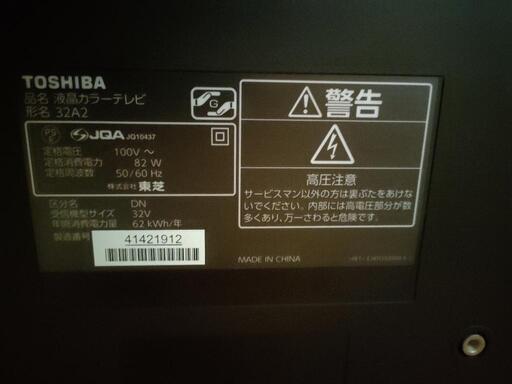 TOSHIBA
品名 液晶カラーテレビ
形名 32A2
G
PS
E
JQA JQ10437
定格電圧: 100V ～
定格消費電力 82 W
定格周波数: 50/60 Hz
株式会社 東芝
区分名 DN
受信機型サイズ 32V
年間消費電力量 62 kWh/年
製造番号
41421912
警告
高圧注意
サービスマン以外の方は裏ぶたをあけな
いでください。内部には高電圧部分が数
多くあり、万一さわると危険です。
MADE IN CHINA